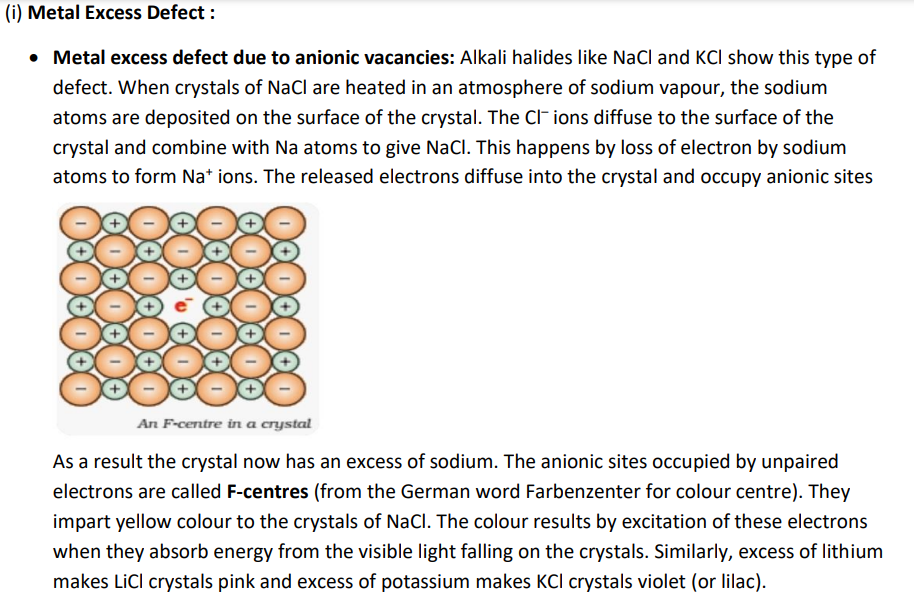 (i) Metal Excess Defect :
• Metal excess defect due to anionic vacancies: Alkali halides like NaCl and KCl show this type of
defect. When crystals of NaCl are heated in an atmosphere of sodium vapour, the sodium
atoms are deposited on the surface of the crystal. The Cl⁻ ions diffuse to the surface of the
crystal and combine with Na atoms to give NaCl. This happens by loss of electron by sodium
atoms to form Na⁺ ions. The released electrons diffuse into the crystal and occupy anionic sites
− + − + − + −
+ − + − + − +
− + − + − + −
+ − + e⁻ + − +
− + − + − + −
+ − + − + − +
− + − + − + −
An F-centre in a crystal
As a result the crystal now has an excess of sodium. The anionic sites occupied by unpaired
electrons are called F-centres (from the German word Farbenzenter for colour centre). They
impart yellow colour to the crystals of NaCl. The colour results by excitation of these electrons
when they absorb energy from the visible light falling on the crystals. Similarly, excess of lithium
makes LiCl crystals pink and excess of potassium makes KCl crystals violet (or lilac).